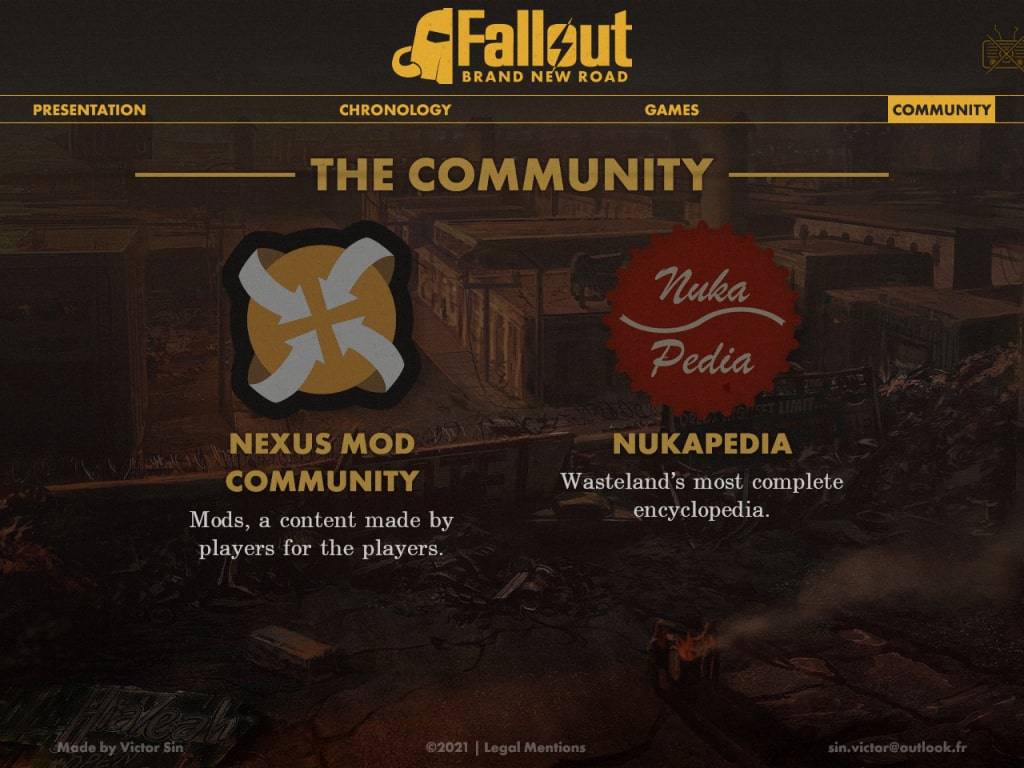 Fallout
BRAND NEW ROAD
PRESENTATION
CHRONOLOGY
GAMES
COMMUNITY
THE COMMUNITY
Nuka
Pedia
NEXUS MOD
COMMUNITY
Mods, a content made by
players for the players.
NUKAPEDIA
Wasteland's most complete
encyclopedia.
Hialeah
Made by Victor Sin
©2021 | Legal Mentions
sin.victor@outlook.fr